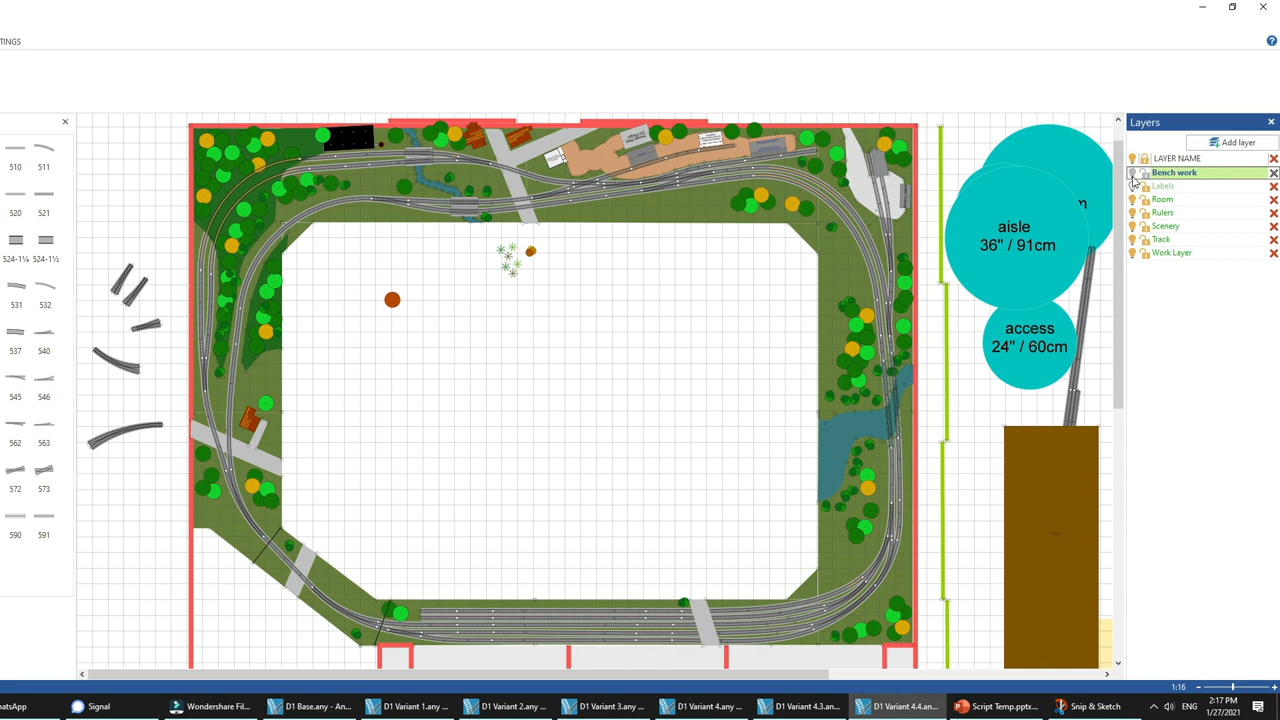 TINGS
510 511
520 521
524-1¼ 524-1½
531 532
537 540
545 546
562 563
572 573
590 591
aisle
36" / 91cm
m
access
24" / 60cm
Layers
Add layer
LAYER NAME
Bench work
Labels
Room
Rulers
Scenery
Track
Work Layer
1:16
hatsApp
Signal
Wondershare Fil...
D1 Base.any - An...
D1 Variant 1.any ...
D1 Variant 2.any ...
D1 Variant 3.any ...
D1 Variant 4.any ...
D1 Variant 4.3.an...
D1 Variant 4.4.an...
Script Temp.pptx...
Snip & Sketch
2:17 PM
1/27/2021